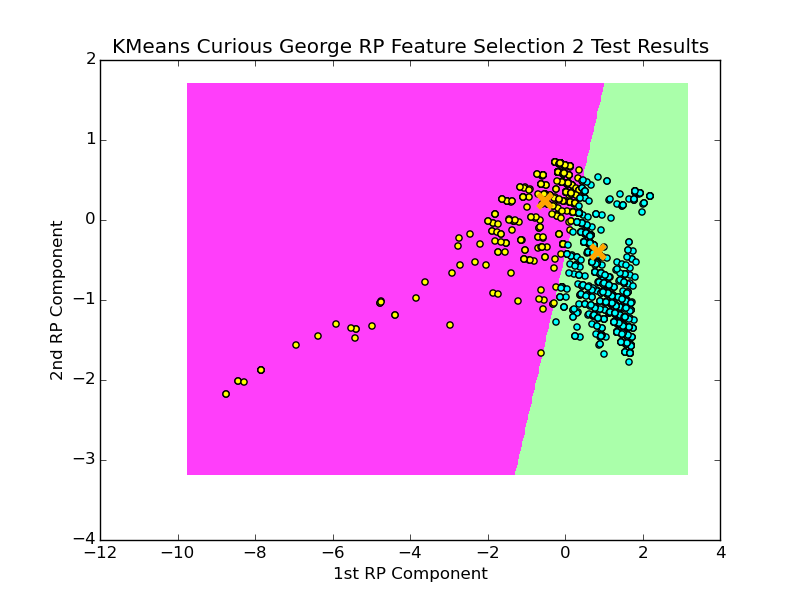 KMeans Curious George RP Feature Selection 2 Test Results
2
1
0
−1
−2
−3
−4
2nd RP Component
−12 −10 −8 −6 −4 −2 0 2 4
1st RP Component